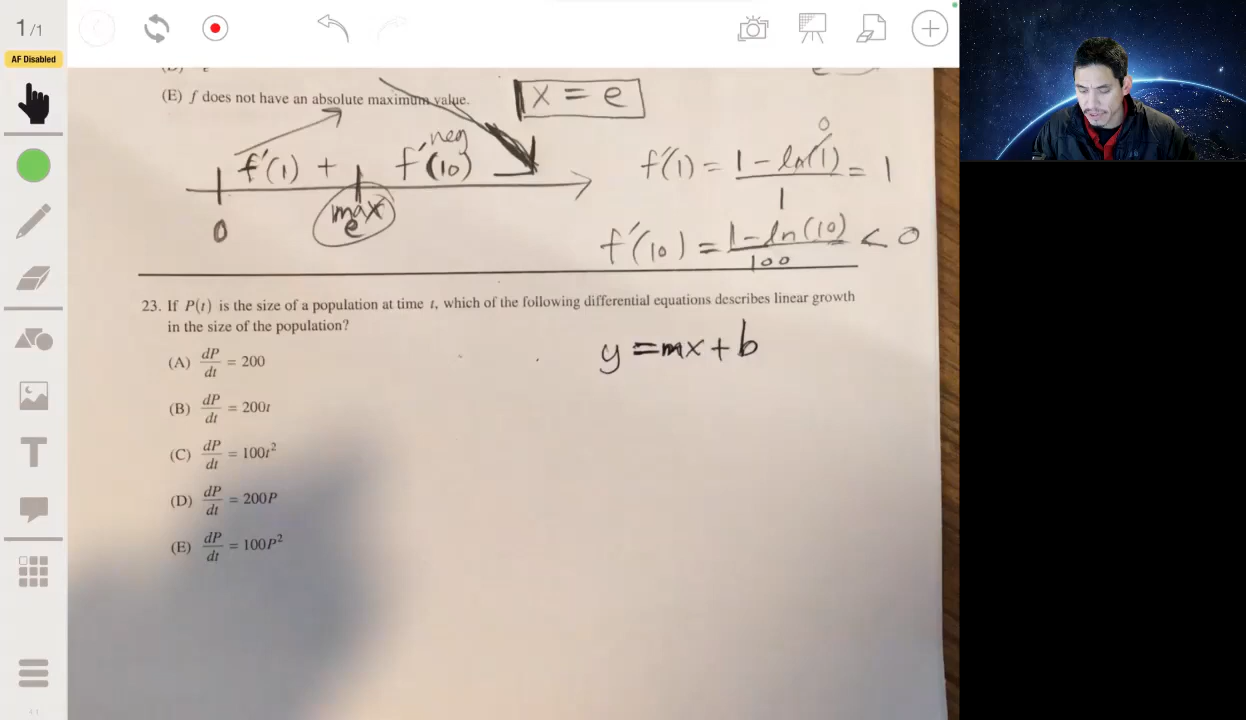 1/1
AF Disabled
(E) f does not have an absolute maximum value.
x = e
f'(1) + f'(10) neg
0 max e
f'(1) = 1 - ln(1) / 1 = 1
0
f'(10) = 1 - ln(10) / 100 < 0
23. If P(t) is the size of a population at time t, which of the following differential equations describes linear growth
in the size of the population?
y = mx + b
(A) dP/dt = 200
(B) dP/dt = 200t
(C) dP/dt = 100t²
(D) dP/dt = 200P
(E) dP/dt = 100P²
T